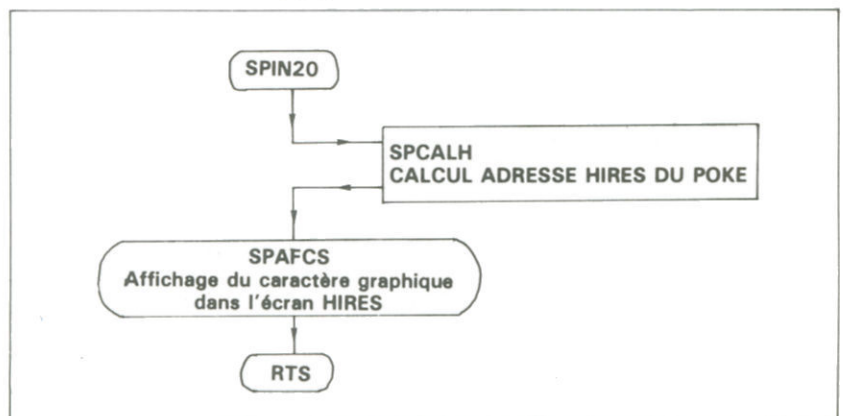 SPIN20
SPCALH
CALCUL ADRESSE HIRES DU POKE
SPAFCS
Affichage du caractère graphique
dans l'écran HIRES
RTS